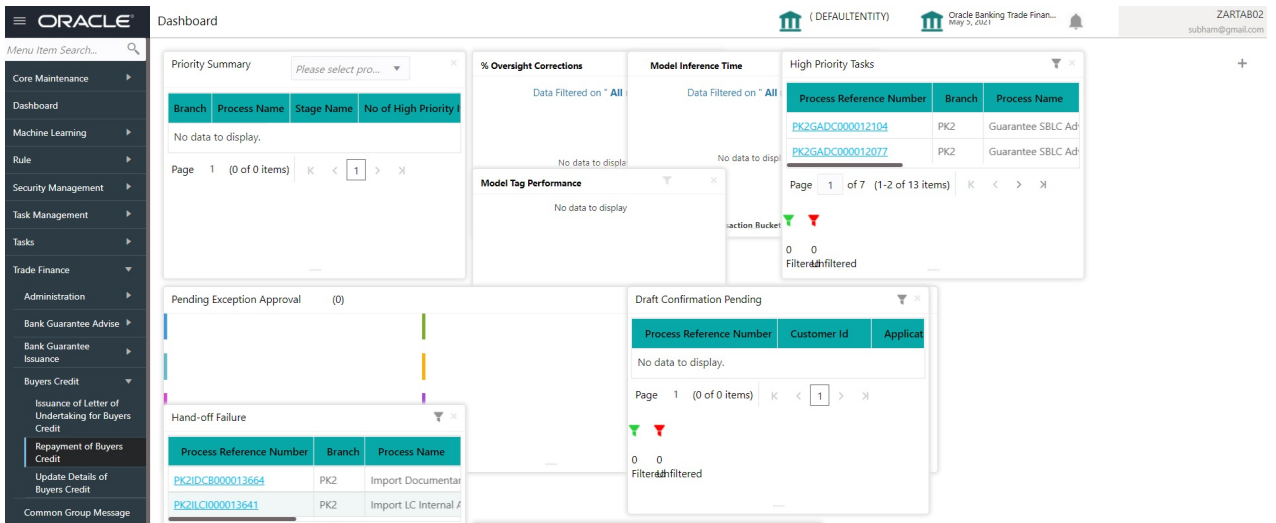 ORACLE
Dashboard
( DEFAULTENTITY)
Oracle Banking Trade Finan...
May 5, 2021
ZARTAB02
subham@gmail.com
Menu Item Search...
Core Maintenance
Dashboard
Machine Learning
Rule
Security Management
Task Management
Tasks
Trade Finance
Administration
Bank Guarantee Advise
Bank Guarantee
Issuance
Buyers Credit
Issuance of Letter of
Undertaking for Buyers
Credit
Repayment of Buyers
Credit
Update Details of
Buyers Credit
Common Group Message
Priority Summary
Please select pro...
Branch Process Name Stage Name No of High Priority
No data to display.
Page 1 (0 of 0 items) 1
% Oversight Corrections
Data Filtered on " All
No data to displa
Model Inference Time
Data Filtered on " All
No data to displ
action Bucket
Model Tag Performance
No data to display
High Priority Tasks
Process Reference Number Branch Process Name
PK2GADC000012104 PK2 Guarantee SBLC Ad
PK2GADC000012077 PK2 Guarantee SBLC Ad
Page 1 of 7 (1-2 of 13 items)
0 0
Filtered Unfiltered
Pending Exception Approval (0)
Draft Confirmation Pending
Process Reference Number Customer Id Applicat
No data to display.
Page 1 (0 of 0 items) 1
0 0
Filtered Unfiltered
Hand-off Failure
Process Reference Number Branch Process Name
PK2IDCB000013664 PK2 Import Documentar
PK2ILCI000013641 PK2 Import LC Internal A